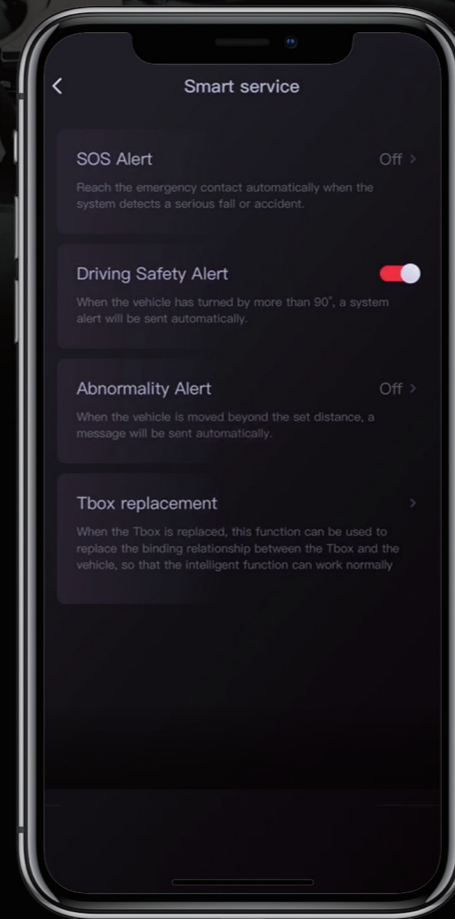 Smart service
SOS Alert
Off
Reach the emergency contact automatically when the
system detects a serious fall or accident.
Driving Safety Alert
When the vehicle has turned by more than 90°, a system
alert will be sent automatically.
Abnormality Alert
Off
When the vehicle is moved beyond the set distance, a
message will be sent automatically.
Tbox replacement
When the Tbox is replaced, this function can be used to
replace the binding relationship between the Tbox and the
vehicle, so that the intelligent function can work normally